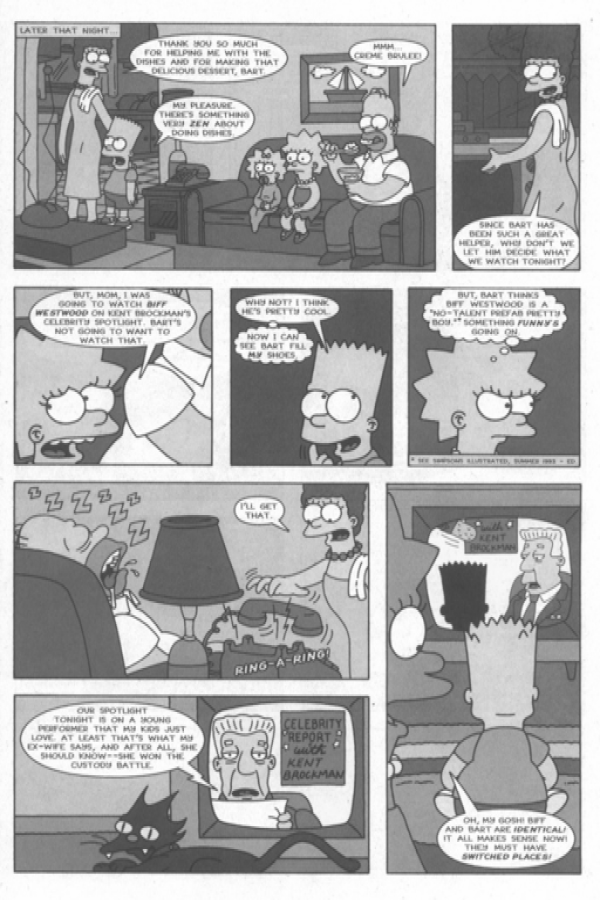 LATER THAT NIGHT...
THANK YOU SO MUCH
FOR HELPING ME WITH THE
DISHES AND FOR MAKING THAT
DELICIOUS DESSERT, BART.
MY PLEASURE.
THERE'S SOMETHING
VERY ZEN ABOUT
DOING DISHES.
MMM...
CREME BRULEE!
SINCE BART HAS
BEEN SUCH A GREAT
HELPER, WHY DON'T WE
LET HIM DECIDE WHAT
WE WATCH TONIGHT?
BUT, MOM, I WAS
GOING TO WATCH BIFF
WESTWOOD ON KENT BROCKMAN'S
CELEBRITY SPOTLIGHT. BART'S
NOT GOING TO WANT TO
WATCH THAT.
WHY NOT? I THINK
HE'S PRETTY COOL.
NOW I CAN
SEE BART FILL
MY SHOES.
BUT, BART THINKS
BIFF WESTWOOD IS A
"NO-TALENT PREFAB PRETTY
BOY."* SOMETHING FUNNY'S
GOING ON.
* SEE SIMPSONS ILLUSTRATED, SUMMER 1993 - ED.
Z Z Z Z Z Z Z
I'LL GET
THAT.
RING-A-RING!
OUR SPOTLIGHT
TONIGHT IS ON A YOUNG
PERFORMER THAT MY KIDS JUST
LOVE. AT LEAST THAT'S WHAT MY
EX-WIFE SAYS, AND AFTER ALL, SHE
SHOULD KNOW--SHE WON THE
CUSTODY BATTLE.
CELEBRITY
REPORT
with
KENT
BROCKMAN
with
KENT
BROCKMAN
OH, MY GOSH! BIFF
AND BART ARE IDENTICAL!
IT ALL MAKES SENSE NOW!
THEY MUST HAVE
SWITCHED PLACES!